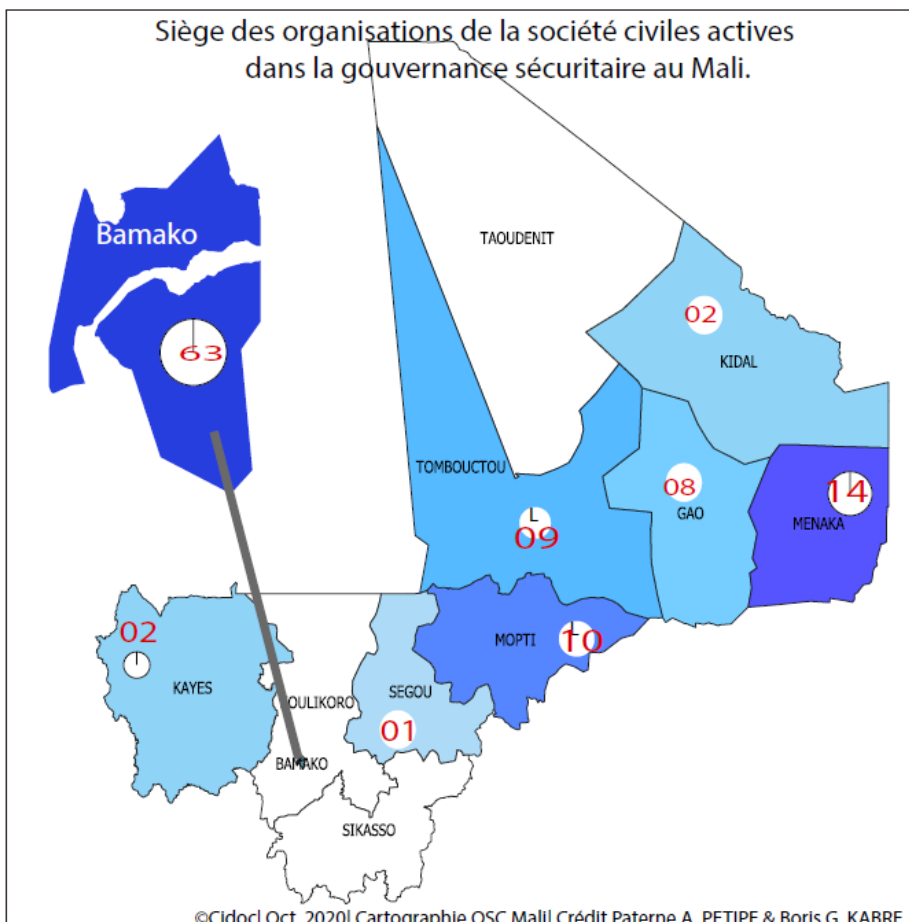 Siège des organisations de la société civiles actives
dans la gouvernance sécuritaire au Mali.
Bamako
63
TAOUDENIT
02
KIDAL
TOMBOUCTOU
09
08
GAO
14
MENAKA
02
KAYES
OULIKORO
SEGOU
01
MOPTI
10
BAMAKO
SIKASSO
©Cidoc| Oct. 2020| Cartographie OSC Mali| Crédit Paterne A. PETIPE & Boris G. KABRE